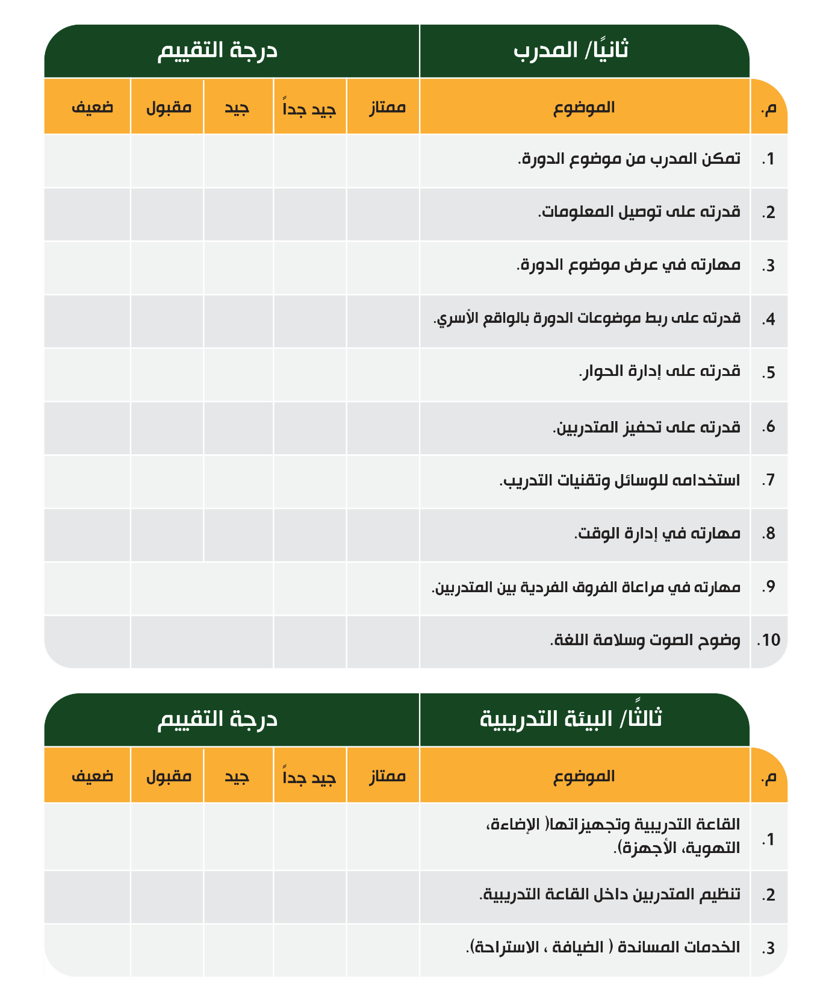 ثانيًا/ المدرب درجة التقييم
م. الموضوع ممتاز جيد جداً جيد مقبول ضعيف
1. تمكن المدرب من موضوع الدورة.
2. قدرته على توصيل المعلومات.
3. مهارته في عرض موضوع الدورة.
4. قدرته على ربط موضوعات الدورة بالواقع الأسري.
5. قدرته على إدارة الحوار.
6. قدرته على تحفيز المتدربين.
7. استخدامه للوسائل وتقنيات التدريب.
8. مهارته في إدارة الوقت.
9. مهارته في مراعاة الفروق الفردية بين المتدربين.
10. وضوح الصوت وسلامة اللغة.
ثالثًا/ البيئة التدريبية درجة التقييم
م. الموضوع ممتاز جيد جداً جيد مقبول ضعيف
1. القاعة التدريبية وتجهيزاتها( الإضاءة،
التهوية، الأجهزة).
2. تنظيم المتدربين داخل القاعة التدريبية.
3. الخدمات المساندة ( الضيافة ، الاستراحة).